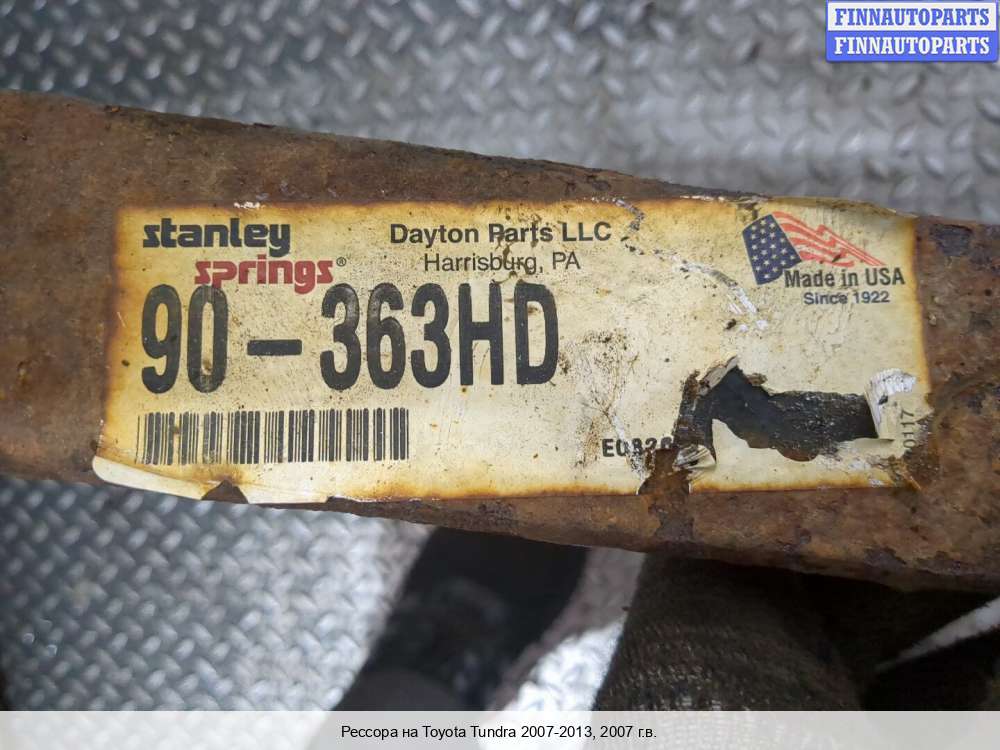 FINNAUTOPARTS
FINNAUTOPARTS
stanley
springs®
Dayton Parts LLC
Harrisburg, PA
Made in USA
Since 1922
90-363HD
0117
Рессора на Toyota Tundra 2007-2013, 2007 г.в.